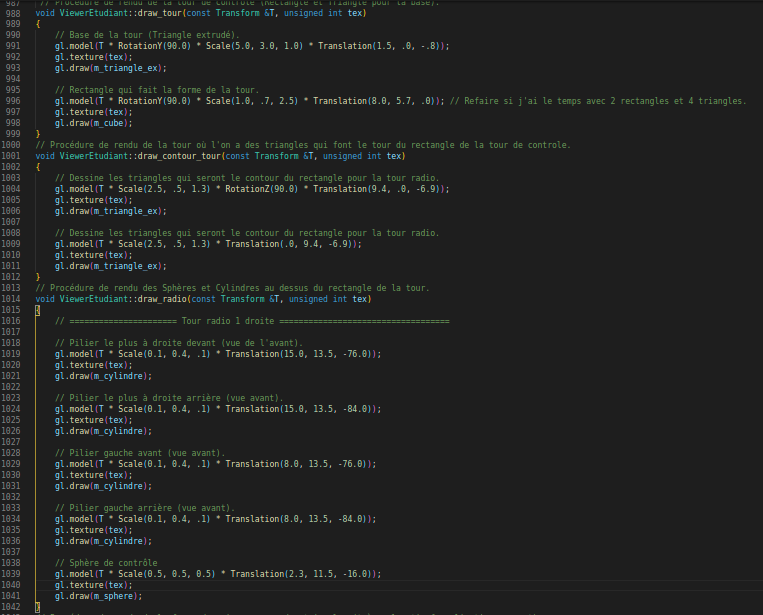 987 // Procédure de rendu de la tour de contrôle (Rectangle et Triangle pour la base).
988 void ViewerEtudiant::draw_tour(const Transform &T, unsigned int tex)
989 {
990     // Base de la tour (Triangle extrudé).
991     gl.model(T * RotationY(90.0) * Scale(5.0, 3.0, 1.0) * Translation(1.5, .0, -.8));
992     gl.texture(tex);
993     gl.draw(m_triangle_ex);
994
995     // Rectangle qui fait la forme de la tour.
996     gl.model(T * RotationY(90.0) * Scale(1.0, .7, 2.5) * Translation(8.0, 5.7, .0)); // Refaire si j'ai le temps avec 2 rectangles et 4 triangles.
997     gl.texture(tex);
998     gl.draw(m_cube);
999 }
1000 // Procédure de rendu de la tour où l'on a des triangles qui font le tour du rectangle de la tour de controle.
1001 void ViewerEtudiant::draw_contour_tour(const Transform &T, unsigned int tex)
1002 {
1003     // Dessine les triangles qui seront le contour du rectangle pour la tour radio.
1004     gl.model(T * Scale(2.5, .5, 1.3) * RotationZ(90.0) * Translation(9.4, .0, -6.9));
1005     gl.texture(tex);
1006     gl.draw(m_triangle_ex);
1007
1008     // Dessine les triangles qui seront le contour du rectangle pour la tour radio.
1009     gl.model(T * Scale(2.5, .5, 1.3) * Translation(.0, 9.4, -6.9));
1010     gl.texture(tex);
1011     gl.draw(m_triangle_ex);
1012 }
1013 // Procédure de rendu des Sphères et Cylindres au dessus du rectangle de la tour.
1014 void ViewerEtudiant::draw_radio(const Transform &T, unsigned int tex)
1015 {
1016     // ====================== Tour radio 1 droite ===================================
1017
1018     // Pilier le plus à droite devant (vue de l'avant).
1019     gl.model(T * Scale(0.1, 0.4, .1) * Translation(15.0, 13.5, -76.0));
1020     gl.texture(tex);
1021     gl.draw(m_cylindre);
1022
1023     // Pilier le plus à droite arrière (vue avant).
1024     gl.model(T * Scale(0.1, 0.4, .1) * Translation(15.0, 13.5, -84.0));
1025     gl.texture(tex);
1026     gl.draw(m_cylindre);
1027
1028     // Pilier gauche avant (vue avant).
1029     gl.model(T * Scale(0.1, 0.4, .1) * Translation(8.0, 13.5, -76.0));
1030     gl.texture(tex);
1031     gl.draw(m_cylindre);
1032
1033     // Pilier gauche arrière (vue avant).
1034     gl.model(T * Scale(0.1, 0.4, .1) * Translation(8.0, 13.5, -84.0));
1035     gl.texture(tex);
1036     gl.draw(m_cylindre);
1037
1038     // Sphère de contrôle
1039     gl.model(T * Scale(0.5, 0.5, 0.5) * Translation(2.3, 11.5, -16.0));
1040     gl.texture(tex);
1041     gl.draw(m_sphere);
1042 }